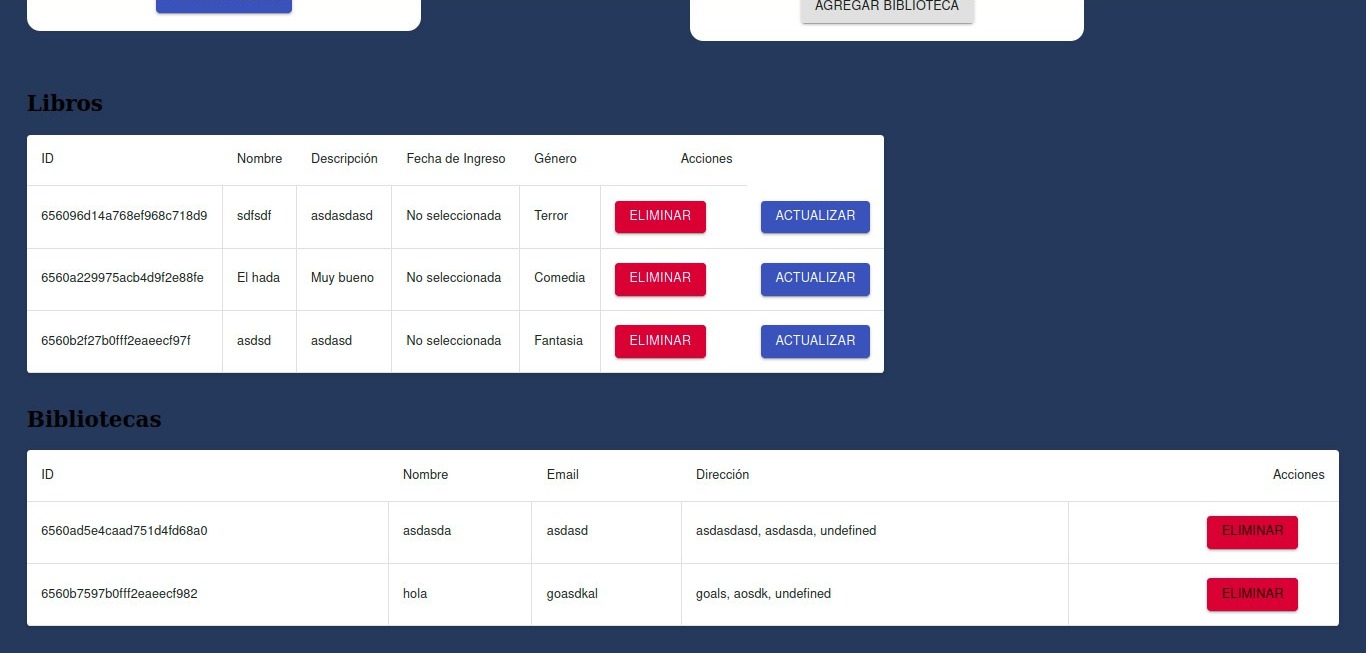 AGREGAR BIBLIOTECA
Libros
ID Nombre Descripción Fecha de Ingreso Género Acciones
656096d14a768ef968c718d9 sdfsdf asdasdasd No seleccionada Terror ELIMINAR ACTUALIZAR
6560a229975acb4d9f2e88fe El hada Muy bueno No seleccionada Comedia ELIMINAR ACTUALIZAR
6560b2f27b0fff2eaeecf97f asdsd asdasd No seleccionada Fantasia ELIMINAR ACTUALIZAR
Bibliotecas
ID Nombre Email Dirección Acciones
6560ad5e4caad751d4fd68a0 asdasda asdasd asdasdasd, asdasda, undefined ELIMINAR
6560b7597b0fff2eaeecf982 hola goasdkal goals, aosdk, undefined ELIMINAR